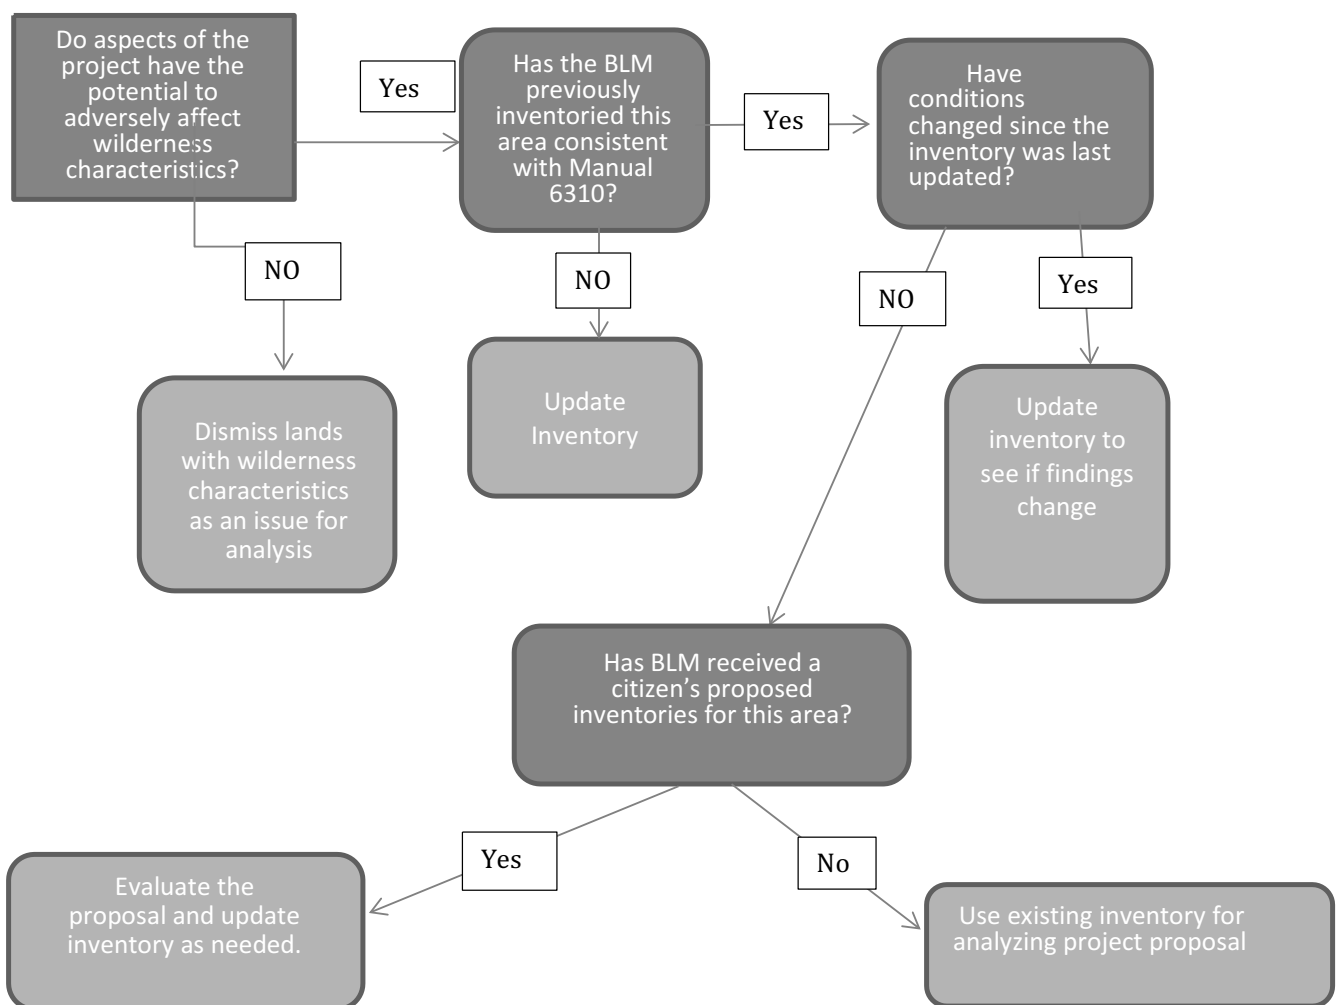 Do aspects of the
project have the
potential to
adversely affect
wilderness
characteristics?
Yes
Has the BLM
previously
inventoried this
area consistent
with Manual
6310?
Yes
Have
conditions
changed since the
inventory was last
updated?
NO
NO
NO
Yes
Dismiss lands
with wilderness
characteristics
as an issue for
analysis
Update
Inventory
Update
inventory to
see if findings
change
Has BLM received a
citizen’s proposed
inventories for this area?
Yes
No
Evaluate the
proposal and update
inventory as needed.
Use existing inventory for
analyzing project proposal